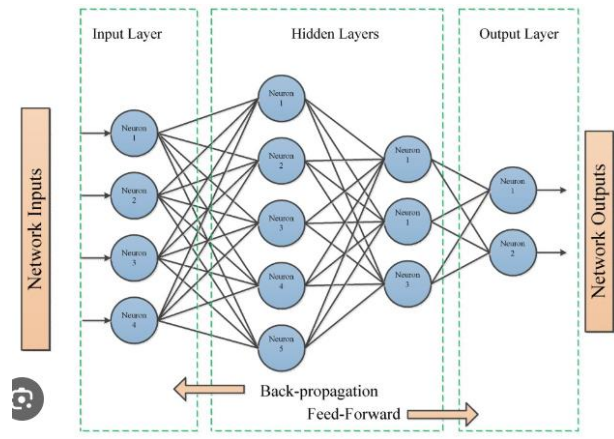 Input Layer
Hidden Layers
Output Layer
Network Inputs
Neuron
1
Neuron
2
Neuron
3
Neuron
4
Neuron
1
Neuron
2
Neuron
3
Neuron
4
Neuron
5
Neuron
1
Neuron
1
Neuron
3
Neuron
1
Neuron
2
Network Outputs
Back-propagation
Feed-Forward